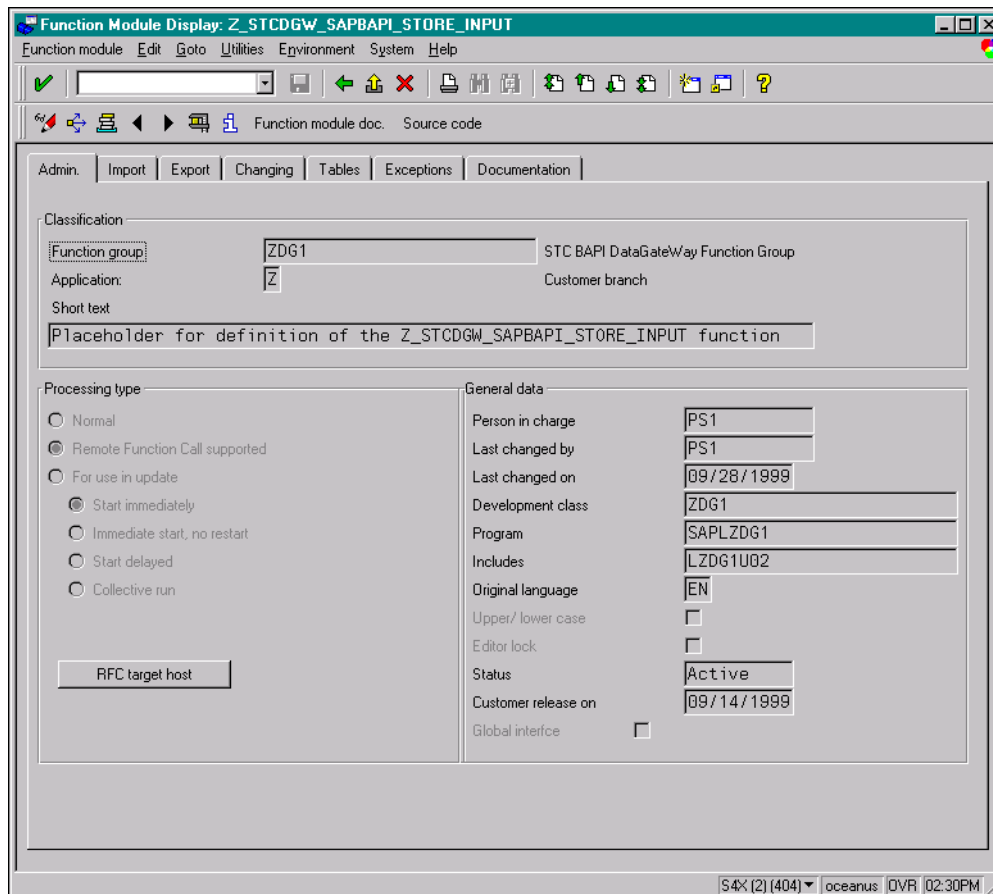 Function Module Display: Z_STCDGW_SAPBAPI_STORE_INPUT
Function module Edit Goto Utilities Environment System Help
Function module doc. Source code
Admin. Import Export Changing Tables Exceptions Documentation
Classification
Function group ZDG1 STC BAPI DataGateWay Function Group
Application: Z Customer branch
Short text
Placeholder for definition of the Z_STCDGW_SAPBAPI_STORE_INPUT function
Processing type
Normal
Remote Function Call supported
For use in update
Start immediately
Immediate start, no restart
Start delayed
Collective run
RFC target host
General data
Person in charge PS1
Last changed by PS1
Last changed on 09/28/1999
Development class ZDG1
Program SAPLZDG1
Includes LZDG1U02
Original language EN
Upper/ lower case
Editor lock
Status Active
Customer release on 09/14/1999
Global interfce
S4X (2) (404) oceanus OVR 02:30PM